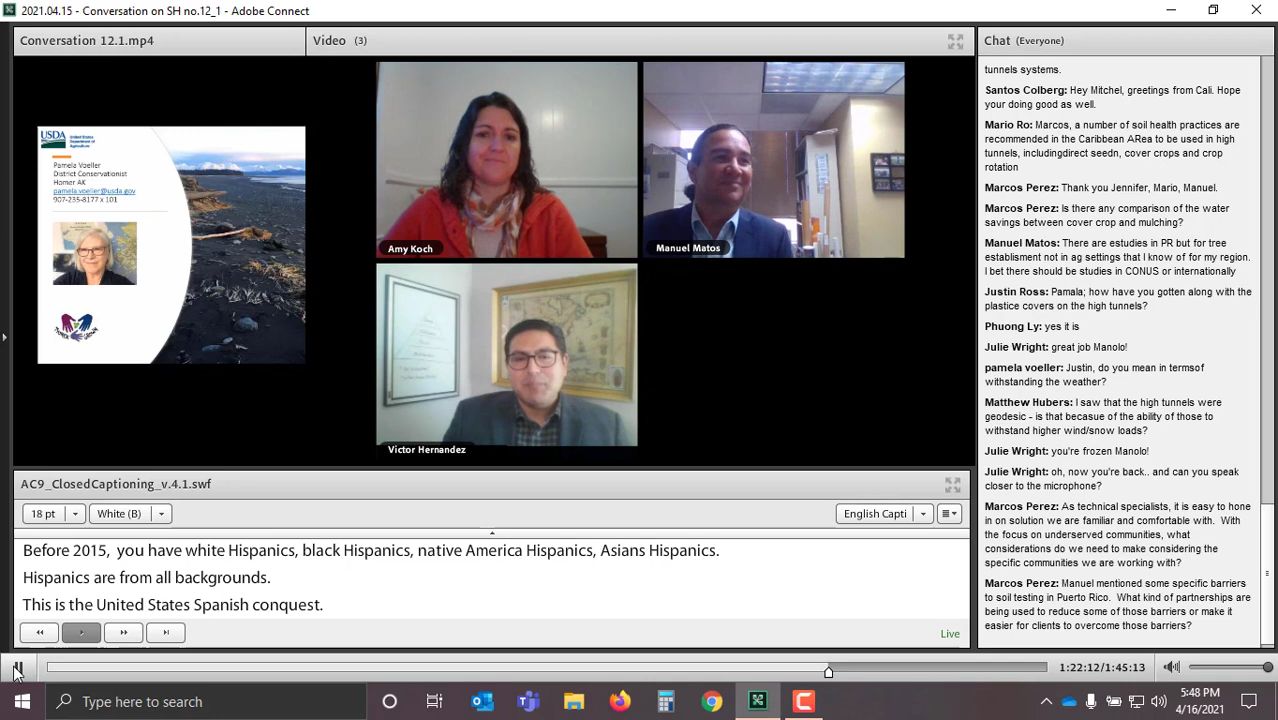 2021.04.15 - Conversation on SH no.12_1 - Adobe Connect
Conversation 12.1.mp4
Video (3)
USDA United States Department of Agriculture
Pamela Voeller
District Conservationist
Homer AK
pamela.voeller@usda.gov
907-235-8177 x 101
Amy Koch
Manuel Matos
Victor Hernandez
AC9_ClosedCaptioning_v.4.1.swf
18 pt
White (B)
English Capti
Before 2015, you have white Hispanics, black Hispanics, native America Hispanics, Asians Hispanics.
Hispanics are from all backgrounds.
This is the United States Spanish conquest.
Live
Chat (Everyone)
tunnels systems.
Santos Colberg: Hey Mitchel, greetings from Cali. Hope
your doing good as well.
Mario Ro: Marcos, a number of soil health practices are
recommended in the Caribbean ARea to be used in high
tunnels, includingdirect seedn, cover crops and crop
rotation
Marcos Perez: Thank you Jennifer, Mario, Manuel.
Marcos Perez: Is there any comparison of the water
savings between cover crop and mulching?
Manuel Matos: There are estudies in PR but for tree
establisment not in ag settings that I know of for my region.
I bet there should be studies in CONUS or internationally
Justin Ross: Pamala; how have you gotten along with the
plastice covers on the high tunnels?
Phuong Ly: yes it is
Julie Wright: great job Manolo!
pamela voeller: Justin, do you mean in termsof
withstanding the weather?
Matthew Hubers: I saw that the high tunnels were
geodesic - is that becasue of the ability of those to
withstand higher wind/snow loads?
Julie Wright: you're frozen Manolo!
Julie Wright: oh, now you're back.. and can you speak
closer to the microphone?
Marcos Perez: As technical specialists, it is easy to hone
in on solution we are familiar and comfortable with. With
the focus on underserved communities, what
considerations do we need to make considering the
specific communities we are working with?
Marcos Perez: Manuel mentioned some specific barriers
to soil testing in Puerto Rico. What kind of partnerships are
being used to reduce some of those barriers or make it
easier for clients to overcome those barriers?
1:22:12/1:45:13
Type here to search
5:48 PM
4/16/2021